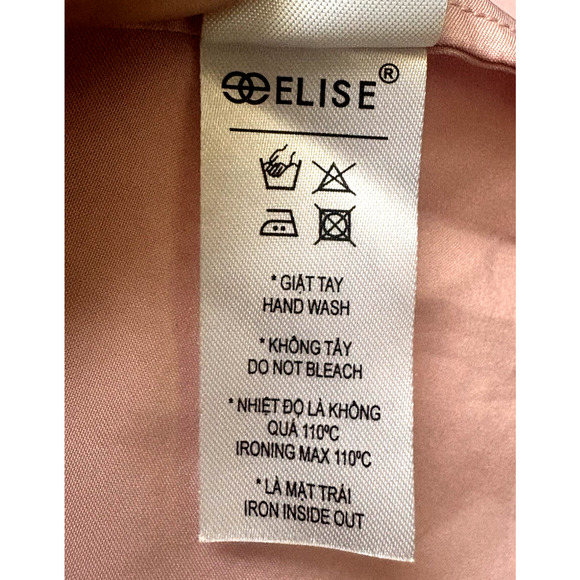 ELISE®
* GIẶT TAY
HAND WASH
* KHÔNG TẨY
DO NOT BLEACH
* NHIỆT ĐỘ LÀ KHÔNG
QUÁ 110ºC
IRONING MAX 110ºC
* LÀ MẶT TRÁI
IRON INSIDE OUT